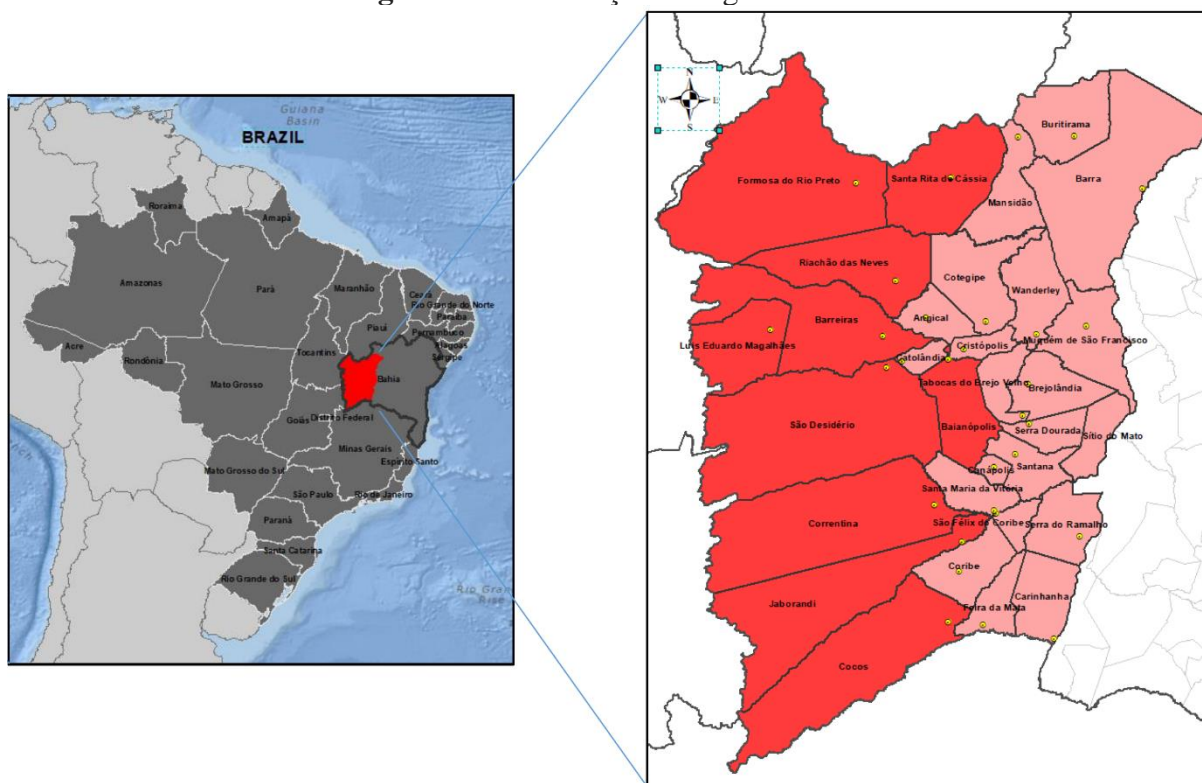 Guiana
Basin
BRAZIL
Roraima
Amapá
Amazonas
Pará
Maranhão
Ceará
Rio Grande do Norte
Paraíba
Piauí
Pernambuco
Alagoas
Sergipe
Acre
Rondônia
Tocantins
Mato Grosso
Bahia
Goiás
Distrito Federal
Minas Gerais
Espírito Santo
Mato Grosso do Sul
São Paulo
Rio de Janeiro
Paraná
Santa Catarina
Rio Grande do Sul
Rio Gran
Rise
N
W
L
S
Buritirama
Formosa do Rio Preto
Santa Rita de Cássia
Barra
Mansidão
Riachão das Neves
Cotegipe
Wanderley
Angical
Barreiras
Luís Eduardo Magalhães
Cristópolis
Muquém de São Francisco
Catolândia
Tabocas do Brejo Velho
Brejolândia
São Desidério
Baianópolis
Serra Dourada
Sítio do Mato
Canápolis
Santana
Santa Maria da Vitória
Correntina
São Félix do Coribe
Serra do Ramalho
Coribe
Jaborandi
Carinhanha
Feira da Mata
Cocos